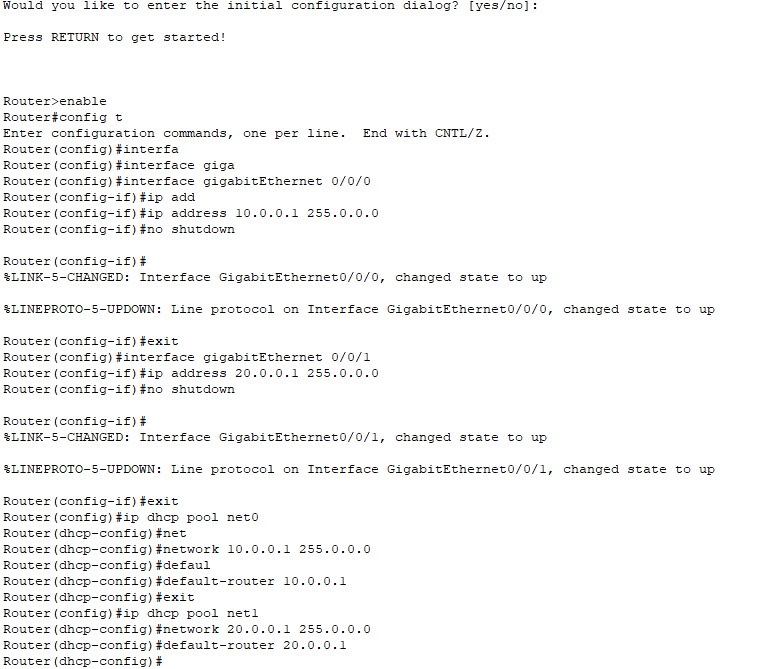 Would you like to enter the initial configuration dialog? [yes/no]:
Press RETURN to get started!
Router>enable
Router#config t
Enter configuration commands, one per line.  End with CNTL/Z.
Router(config)#interfa
Router(config)#interface giga
Router(config)#interface gigabitEthernet 0/0/0
Router(config-if)#ip add
Router(config-if)#ip address 10.0.0.1 255.0.0.0
Router(config-if)#no shutdown
Router(config-if)#
%LINK-5-CHANGED: Interface GigabitEthernet0/0/0, changed state to up
%LINEPROTO-5-UPDOWN: Line protocol on Interface GigabitEthernet0/0/0, changed state to up
Router(config-if)#exit
Router(config)#interface gigabitEthernet 0/0/1
Router(config-if)#ip address 20.0.0.1 255.0.0.0
Router(config-if)#no shutdown
Router(config-if)#
%LINK-5-CHANGED: Interface GigabitEthernet0/0/1, changed state to up
%LINEPROTO-5-UPDOWN: Line protocol on Interface GigabitEthernet0/0/1, changed state to up
Router(config-if)#exit
Router(config)#ip dhcp pool net0
Router(dhcp-config)#net
Router(dhcp-config)#network 10.0.0.1 255.0.0.0
Router(dhcp-config)#defaul
Router(dhcp-config)#default-router 10.0.0.1
Router(dhcp-config)#exit
Router(config)#ip dhcp pool net1
Router(dhcp-config)#network 20.0.0.1 255.0.0.0
Router(dhcp-config)#default-router 20.0.0.1
Router(dhcp-config)#